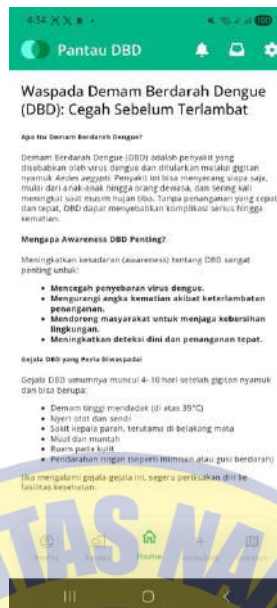 4:34
Pantau DBD
Waspada Demam Berdarah Dengue
(DBD): Cegah Sebelum
Terlambat
Apa Itu Demam Berdarah Dengue?
Demam Berdarah Dengue (DBD) adalah penyakit yang
disebabkan oleh virus dengue dan ditularkan melalui gigitan
nyamuk Aedes aegypti. Penyakit ini bisa menyerang siapa saja,
mulai dari anak-anak hingga orang dewasa, dan sering kali
meningkat saat musim hujan tiba. Tanpa penanganan yang cepat
dan tepat, DBD dapat menyebabkan komplikasi serius hingga
kematian.
Mengapa Awareness DBD Penting?
Meningkatkan kesadaran (awareness) tentang DBD sangat
penting untuk:
• Mencegah penyebaran virus dengue.
• Mengurangi angka kematian akibat keterlambatan
penanganan.
• Mendorong masyarakat untuk menjaga kebersihan
lingkungan.
• Meningkatkan deteksi dini dan penanganan tepat.
Gejala DBD yang Perlu Diwaspadai
Gejala DBD umumnya muncul 4–10 hari setelah gigitan nyamuk
dan bisa berupa:
• Demam tinggi mendadak (di atas 39°C)
• Nyeri otot dan sendi
• Sakit kepala parah, terutama di belakang mata
• Mual dan muntah
• Ruam pada kulit
• Pendarahan ringan (seperti mimisan atau gusi berdarah)
Jika mengalami gejala-gejala ini, segera periksakan diri ke
fasilitas kesehatan.
Home